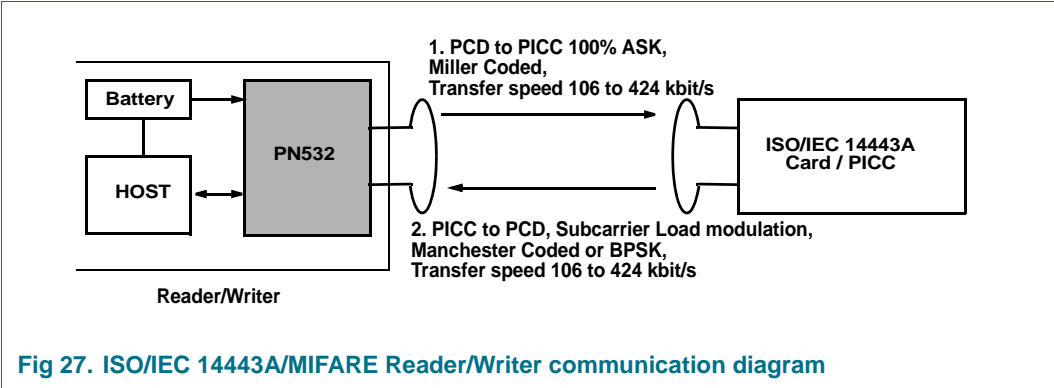 1. PCD to PICC 100% ASK,
Miller Coded,
Transfer speed 106 to 424 kbit/s
Battery
PN532
HOST
ISO/IEC 14443A
Card / PICC
2. PICC to PCD, Subcarrier Load modulation,
Manchester Coded or BPSK,
Transfer speed 106 to 424 kbit/s
Reader/Writer
Fig 27. ISO/IEC 14443A/MIFARE Reader/Writer communication diagram